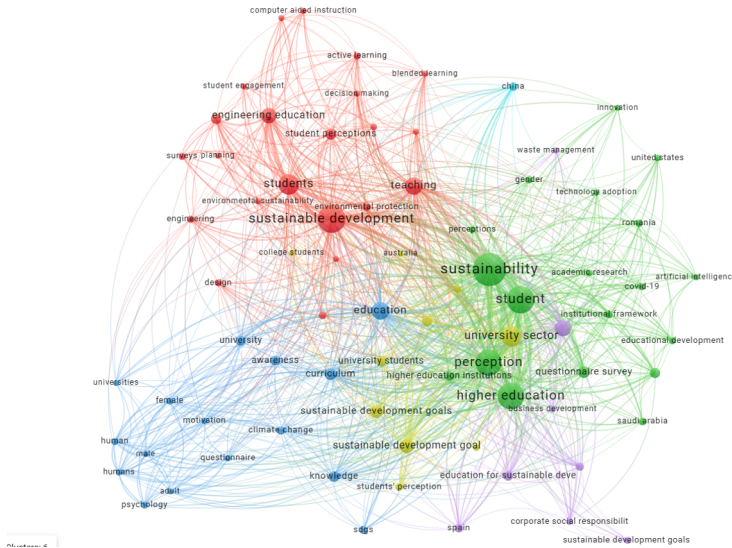 computer aided instruction
active learning
blended learning
student engagement
decision making
china
innovation
engineering education
student perceptions
surveys
planning
waste management
united states
students
teaching
gender
technology adoption
environmental sustainability
environmental protection
sustainable development
engineering
perceptions
romania
college students
australia
sustainability
academic research
artificial intelligenc
design
covid-19
student
education
institutional framework
university
university sector
educational development
awareness
university students
perception
curriculum
higher education institutions
questionnaire survey
universities
female
higher education
business development
sustainable development goals
motivation
climate change
saudi arabia
human
male
sustainable development goal
questionnaire
humans
knowledge
education for sustainable deve
adult
students' perception
psychology
sdgs
spain
corporate social responsibilit
sustainable development goals